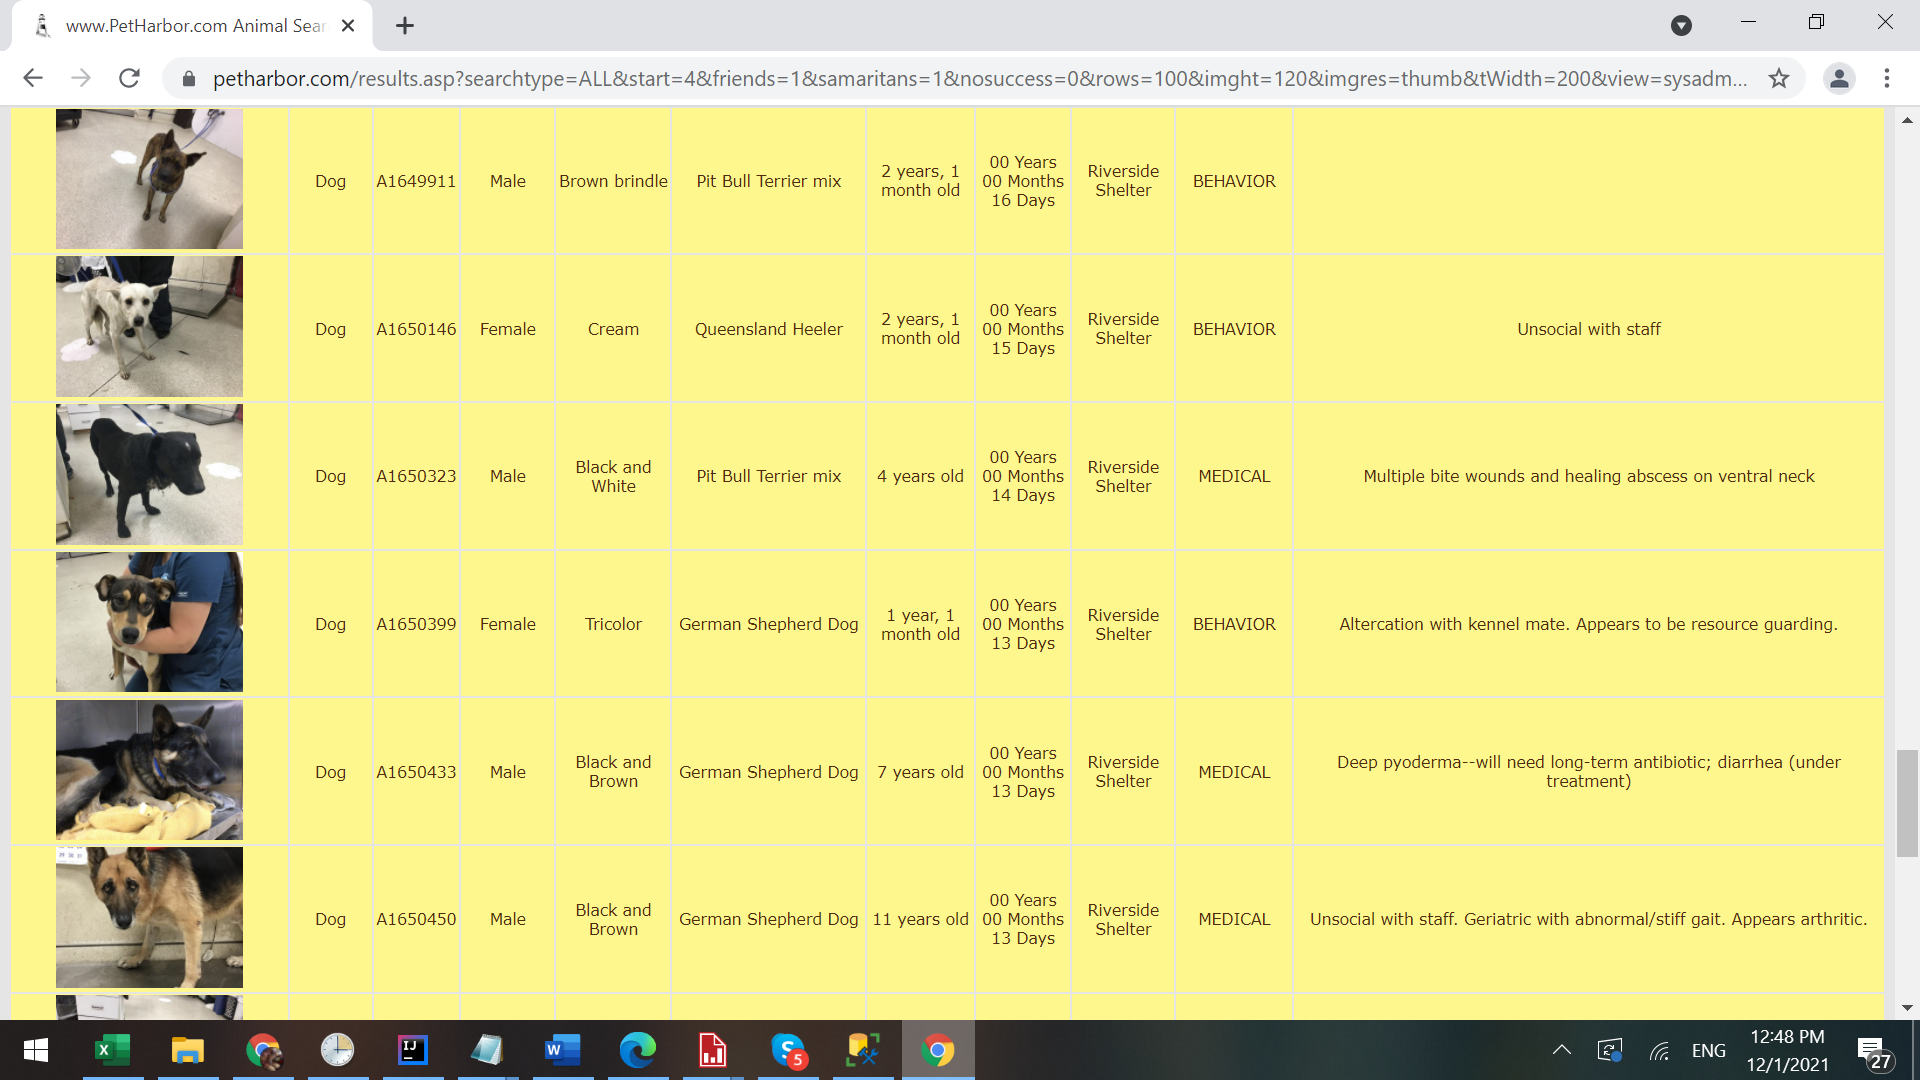 www.PetHarbor.com Animal Sear
petharbor.com/results.asp?searchtype=ALL&start=4&friends=1&samaritans=1&nosuccess=0&rows=100&imght=120&imgres=thumb&tWidth=200&view=sysadm...
Dog A1649911 Male Brown brindle Pit Bull Terrier mix 2 years, 1 month old 00 Years 00 Months 16 Days Riverside Shelter BEHAVIOR
Dog A1650146 Female Cream Queensland Heeler 2 years, 1 month old 00 Years 00 Months 15 Days Riverside Shelter BEHAVIOR Unsocial with staff
Dog A1650323 Male Black and White Pit Bull Terrier mix 4 years old 00 Years 00 Months 14 Days Riverside Shelter MEDICAL Multiple bite wounds and healing abscess on ventral neck
Dog A1650399 Female Tricolor German Shepherd Dog 1 year, 1 month old 00 Years 00 Months 13 Days Riverside Shelter BEHAVIOR Altercation with kennel mate. Appears to be resource guarding.
Dog A1650433 Male Black and Brown German Shepherd Dog 7 years old 00 Years 00 Months 13 Days Riverside Shelter MEDICAL Deep pyoderma--will need long-term antibiotic; diarrhea (under treatment)
Dog A1650450 Male Black and Brown German Shepherd Dog 11 years old 00 Years 00 Months 13 Days Riverside Shelter MEDICAL Unsocial with staff. Geriatric with abnormal/stiff gait. Appears arthritic.
X
IJ
W
S 5
ENG
12:48 PM
12/1/2021
27